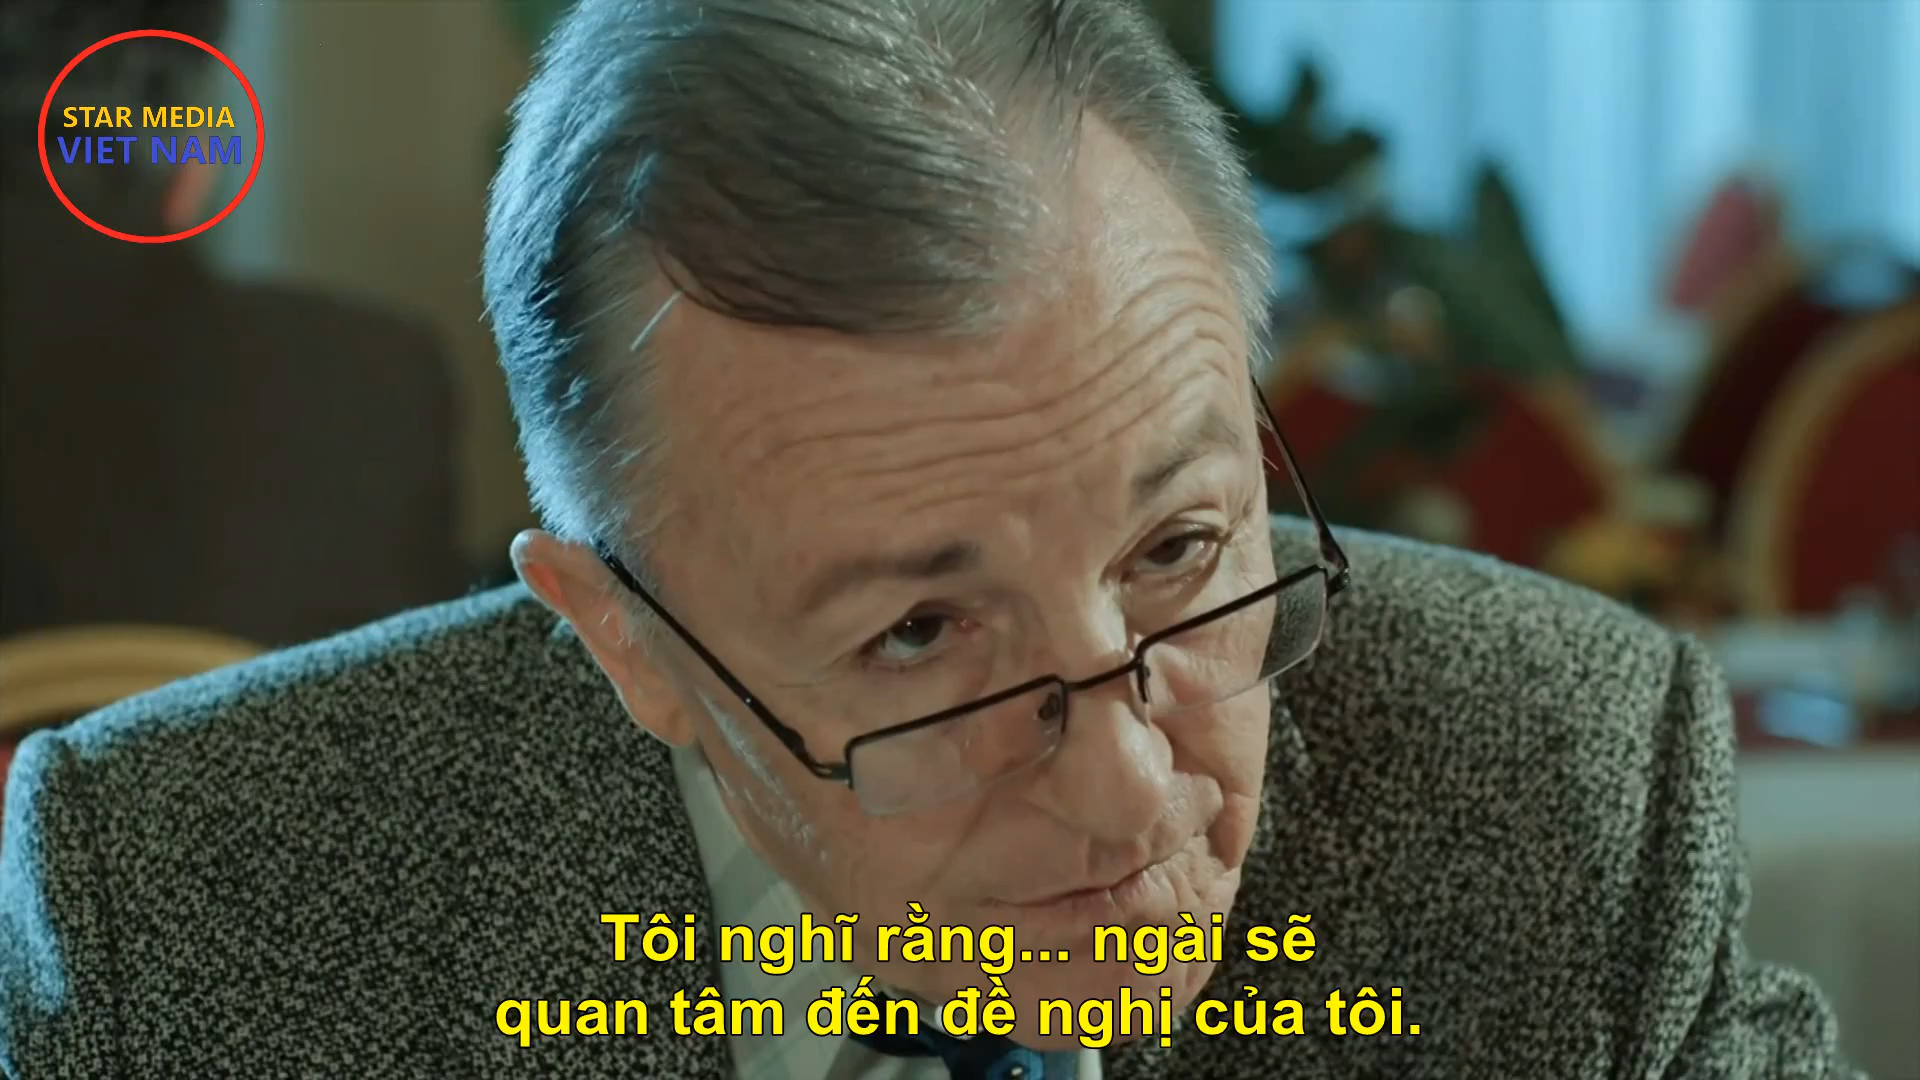 STAR MEDIA
VIET NAM
Tôi nghĩ rằng... ngài sẽ
quan tâm đến đề nghị của tôi.